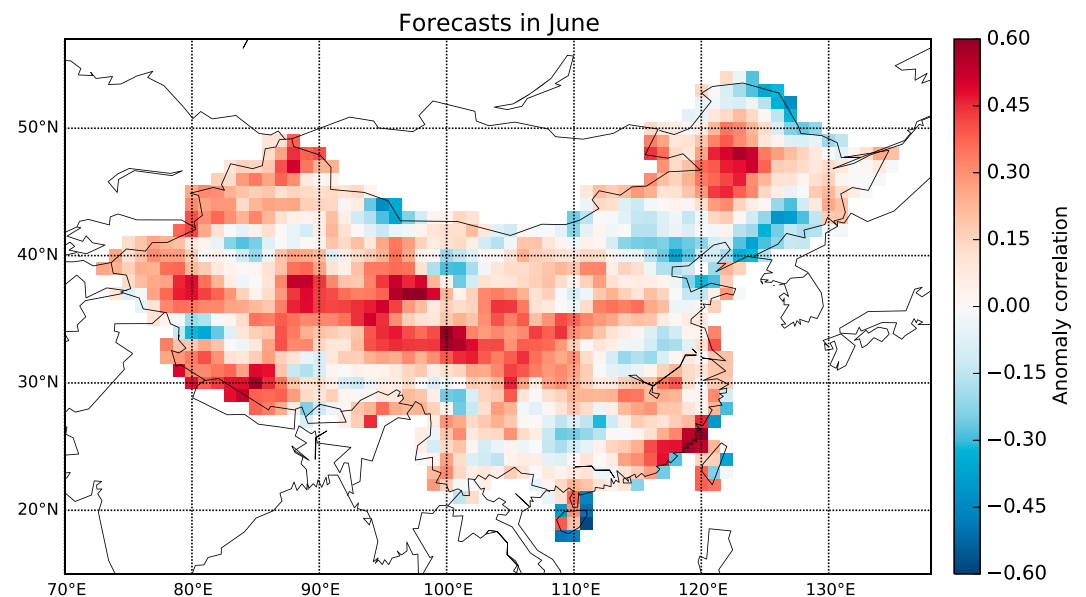 Forecasts in June
50°N
40°N
30°N
20°N
70°E
80°E
90°E
100°E
110°E
120°E
130°E
0.60
0.45
0.30
0.15
0.00
−0.15
−0.30
−0.45
−0.60
Anomaly correlation